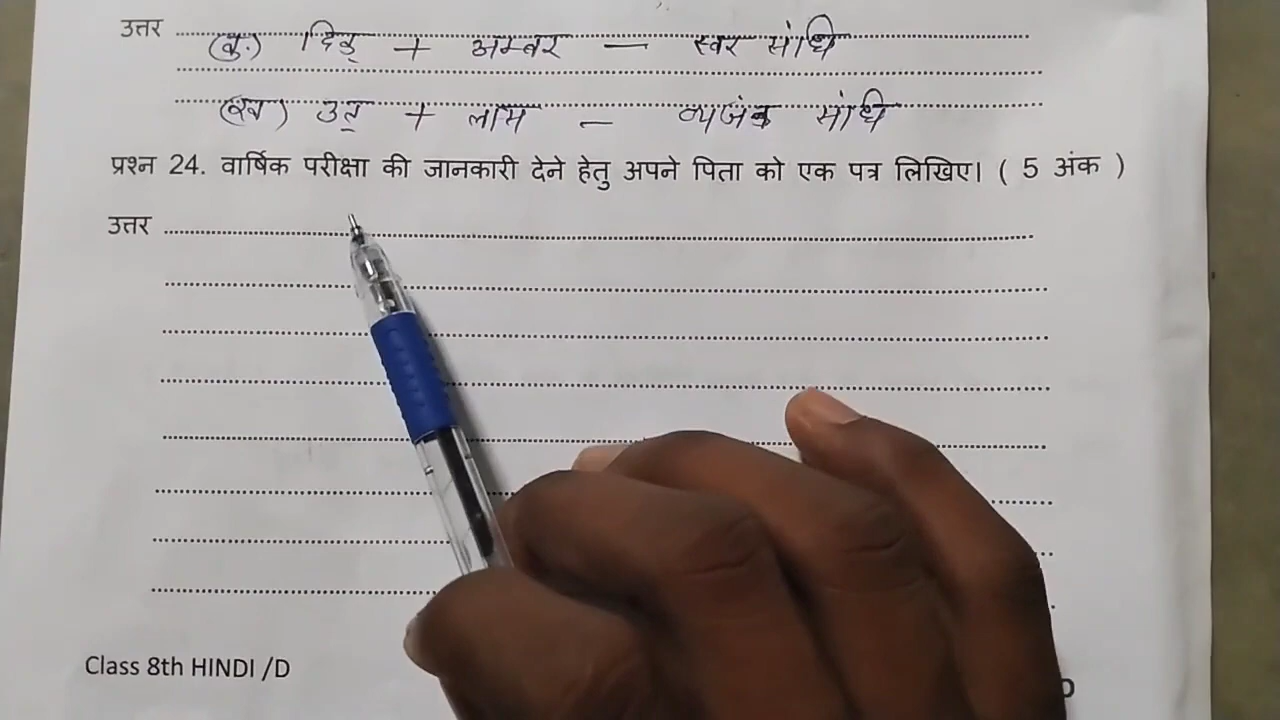 उत्तर (क) दिक् + अम्बर — स्वर संधि
(ख) उत् + लास — व्यजंन संधि
प्रश्न 24. वार्षिक परीक्षा की जानकारी देने हेतु अपने पिता को एक पत्र लिखिए। ( 5 अंक )
उत्तर
Class 8th HINDI /D